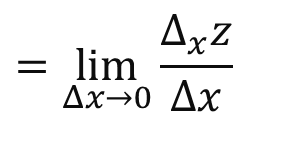 = lim_{Δx→0} Δ_x z / Δx